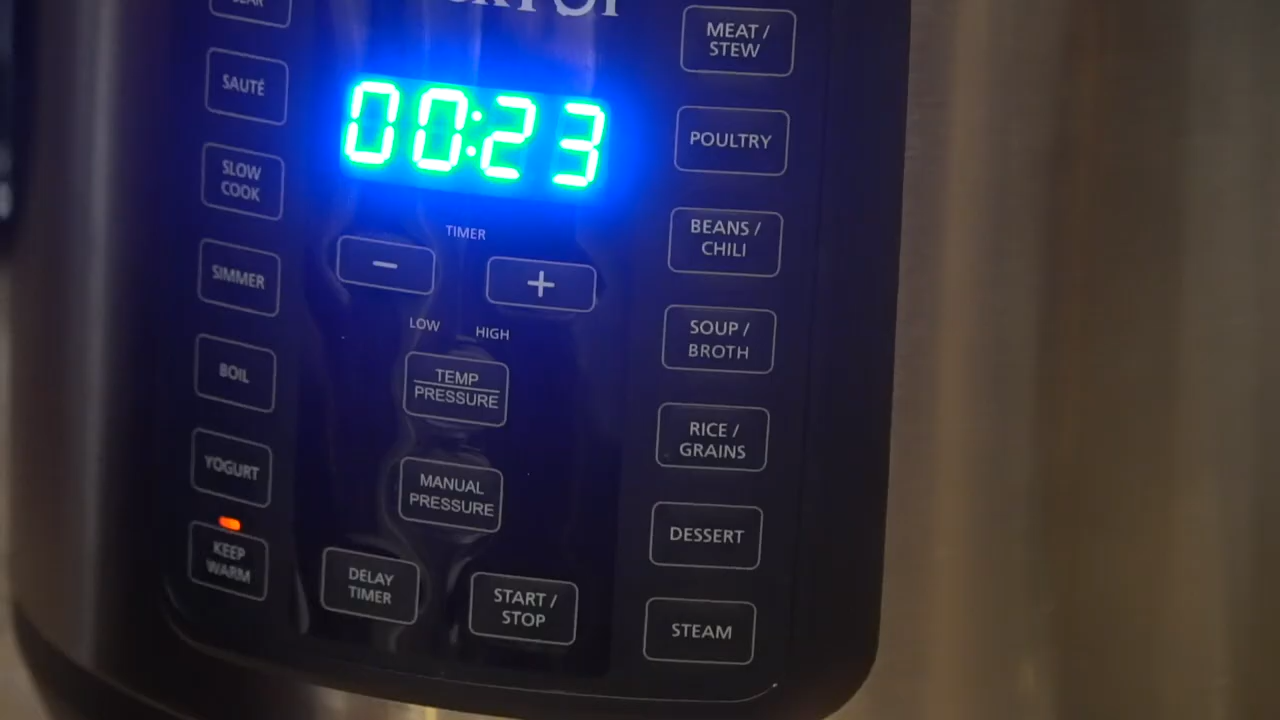 SAUTÉ
SLOW
COOK
SIMMER
BOIL
YOGURT
KEEP
WARM
00:23
TIMER
−
+
LOW
HIGH
TEMP
PRESSURE
MANUAL
PRESSURE
DELAY
TIMER
START /
STOP
MEAT /
STEW
POULTRY
BEANS /
CHILI
SOUP /
BROTH
RICE /
GRAINS
DESSERT
STEAM